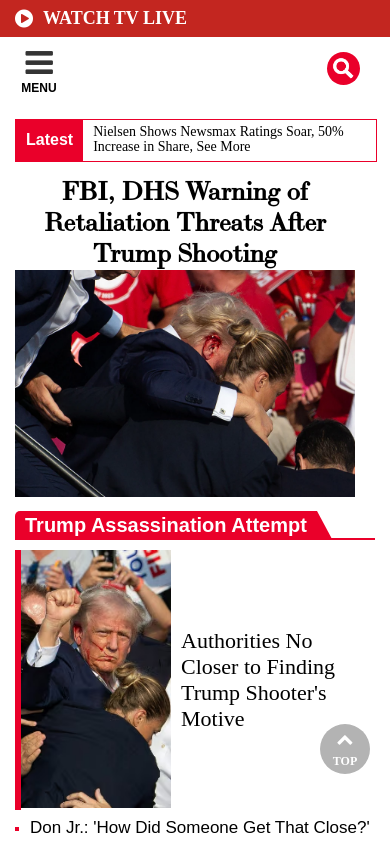 WATCH TV LIVE
MENU
Latest
Nielsen Shows Newsmax Ratings Soar, 50%
Increase in Share, See More
FBI, DHS Warning of
Retaliation Threats After
Trump Shooting
Trump Assassination Attempt
Authorities No
Closer to Finding
Trump Shooter's
Motive
TOP
Don Jr.: 'How Did Someone Get That Close?'